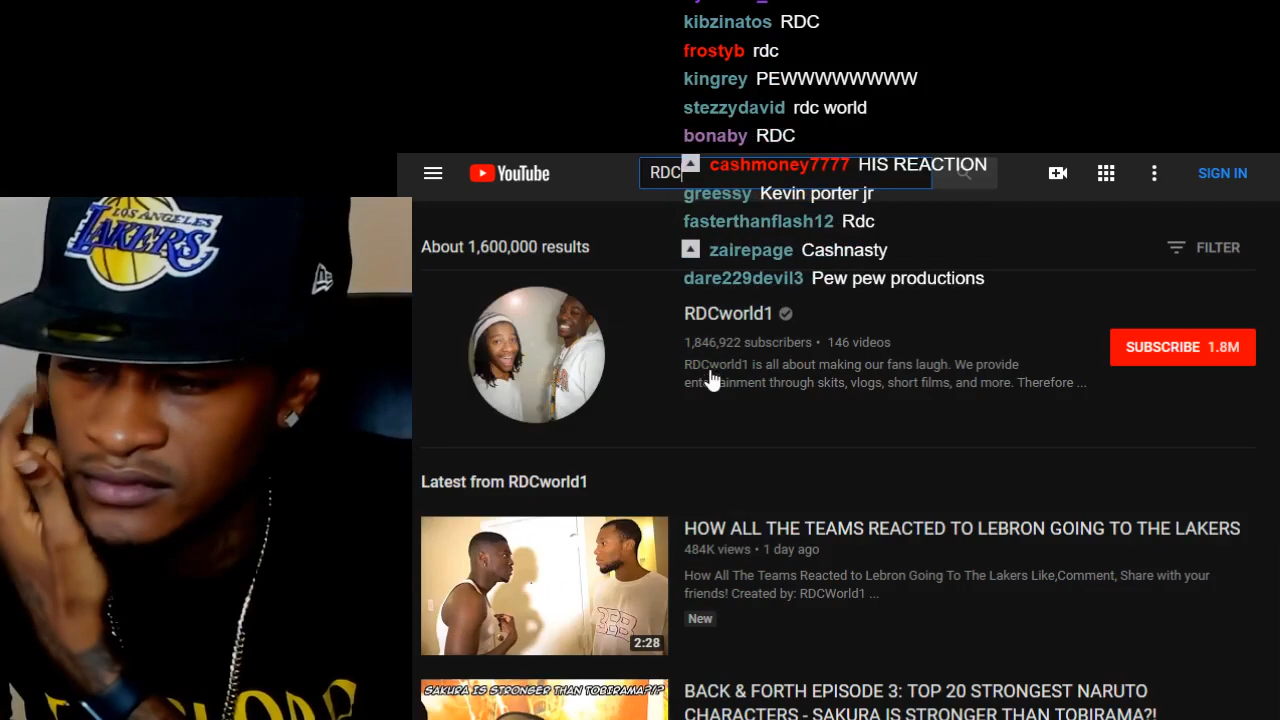 kibzinatos RDC
frostyb rdc
kingrey PEWWWWWWWW
stezzydavid rdc world
bonaby RDC
cashmoney7777 HIS REACTION
YouTube
RDC
SIGN IN
greessy Kevin porter jr
fasterthanflash12 Rdc
zairepage Cashnasty
dare229devil3 Pew pew productions
About 1,600,000 results
FILTER
LOS ANGELES
LAKERS
RDCworld1
1,846,922 subscribers • 146 videos
RDCworld1 is all about making our fans laugh. We provide
entertainment through skits, vlogs, short films, and more. Therefore ...
SUBSCRIBE 1.8M
Latest from RDCworld1
HOW ALL THE TEAMS REACTED TO LEBRON GOING TO THE LAKERS
484K views • 1 day ago
How All The Teams Reacted to Lebron Going To The Lakers Like,Comment, Share with your
friends! Created by: RDCWorld1 ...
New
BBB
2:28
SAKURA IS STRONGER THAN TOBIRAMA?!?
BACK & FORTH EPISODE 3: TOP 20 STRONGEST NARUTO
CHARACTERS - SAKURA IS STRONGER THAN TOBIRAMA?!